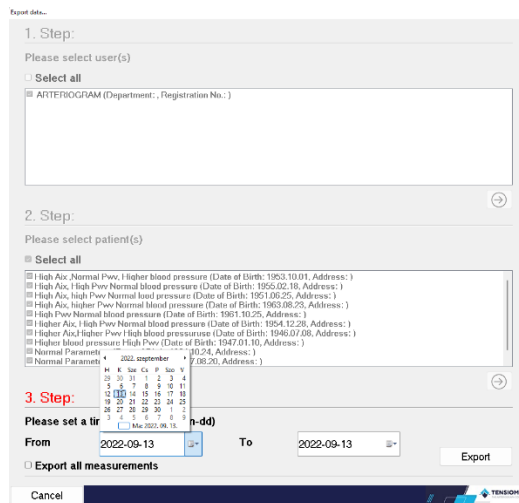 Export data...
1. Step:
Please select user(s)
Select all
ARTERIOGRAM (Department: , Registration No.: )
2. Step:
Please select patient(s)
Select all
High Aix ,Normal Pwv, Higher blood pressure (Date of Birth: 1953.10.01, Address: )
High Aix, High Pwv Normal blood pressure (Date of Birth: 1955.02.18, Address: )
High Aix, high Pwv Normal load pressure (Date of Birth: 1951.06.25, Address: )
High Aix, higher Pwv High blood pressure (Date of Birth: 1963.08.23, Address: )
High Pwv Normal blood pressure (Date of Birth: 1961.10.25, Address: )
Higher Aix, High Pwv Normal blood pressure (Date of Birth: 1954.12.28, Address: )
Higher Aix,Higher Pwv High blood pressuruse (Date of Birth: 1946.07.08, Address: )
Higher bloood pressure High Pwv (Date of Birth: 1947.01.10, Address: )
Normal Paramete 10.24, Address: )
Normal Paramete 7.08.20, Address: )
2022. szeptember
H K Sze Cs P Szo V
29 30 31 1 2 3 4
5 6 7 8 9 10 11
12 13 14 15 16 17 18
19 20 21 22 23 24 25
26 27 28 29 30 1 2
3 4 5 6 7 8 9
Ma: 2022. 09. 13.
3. Step:
Please set a ti n-dd)
From 2022-09-13 To 2022-09-13
Export all measurements
Export
Cancel
TENSIOM